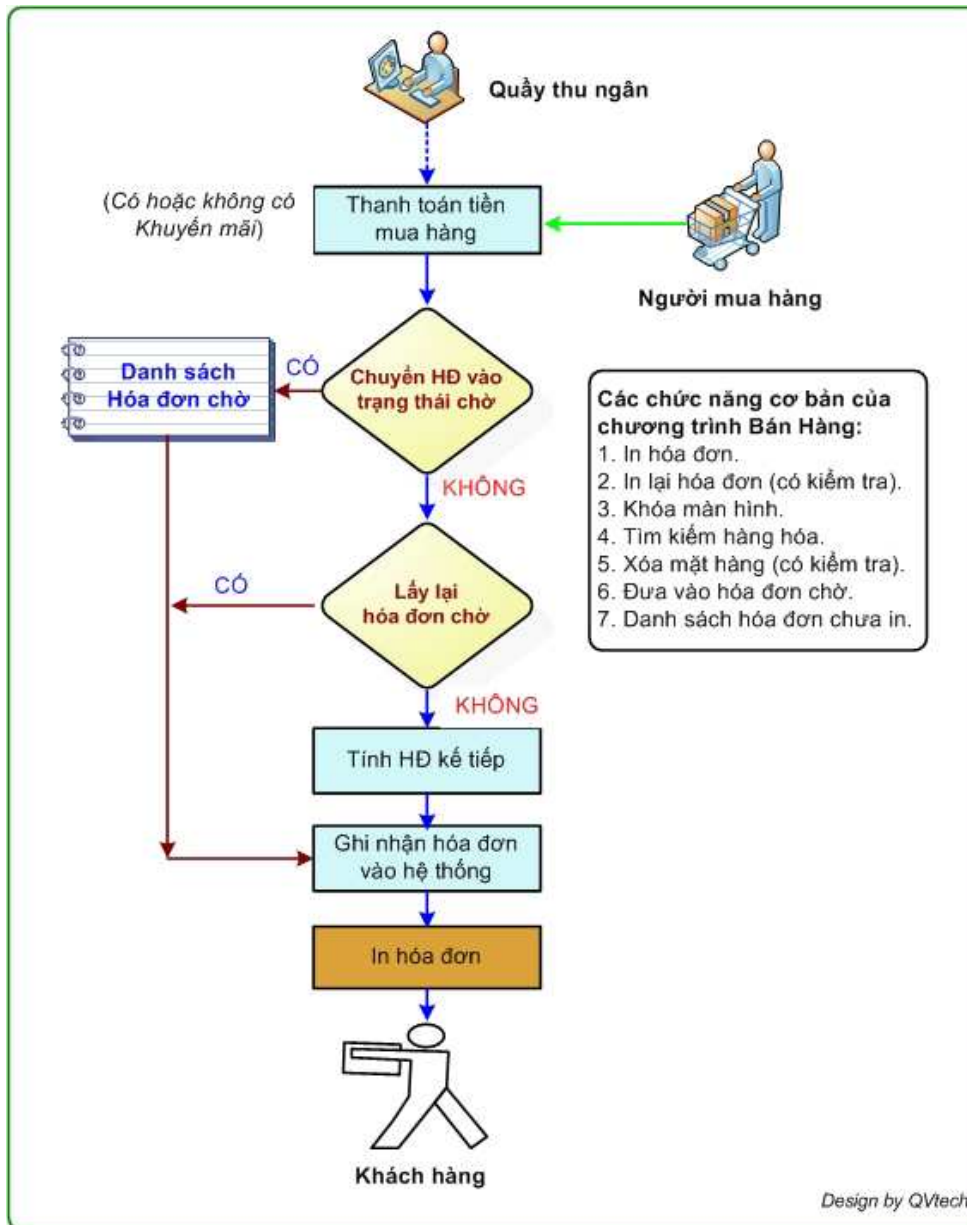 Quầy thu ngân
(Có hoặc không có
Khuyến mãi)
Thanh toán tiền
mua hàng
Người mua hàng
Danh sách
Hóa đơn chờ
CÓ
Chuyển HĐ vào
trạng thái chờ
KHÔNG
Các chức năng cơ bản của
chương trình Bán Hàng:
1. In hóa đơn.
2. In lại hóa đơn (có kiểm tra).
3. Khóa màn hình.
4. Tìm kiếm hàng hóa.
5. Xóa mặt hàng (có kiểm tra).
6. Đưa vào hóa đơn chờ.
7. Danh sách hóa đơn chưa in.
CÓ
Lấy lại
hóa đơn chờ
KHÔNG
Tính HĐ kế tiếp
Ghi nhận hóa đơn
vào hệ thống
In hóa đơn
Khách hàng
Design by QVtech